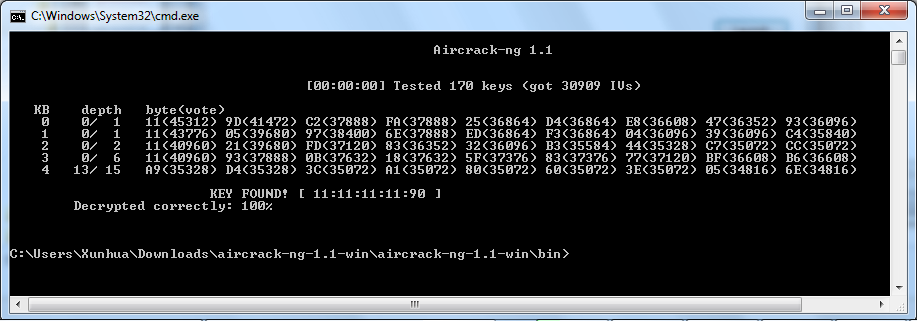 C:\Windows\System32\cmd.exe
Aircrack-ng 1.1
[00:00:00] Tested 170 keys (got 30909 IVs)
KB depth byte(vote)
0 0/ 1 11(45312) 9D(41472) C2(37888) FA(37888) 25(36864) D4(36864) E8(36608) 47(36352) 93(36096)
1 0/ 1 11(43776) 05(39680) 97(38400) 6E(37888) ED(36864) F3(36864) 04(36096) 39(36096) C4(35840)
2 0/ 2 11(40960) 21(39680) FD(37120) 83(36352) 32(36096) B3(35584) 44(35328) C7(35072) CC(35072)
3 0/ 6 11(40960) 93(37888) 0B(37632) 18(37632) 5F(37376) 83(37376) 77(37120) BF(36608) B6(36608)
4 13/ 15 A9(35328) D4(35328) 3C(35072) A1(35072) 80(35072) 60(35072) 3E(35072) 05(34816) 6E(34816)
KEY FOUND! [ 11:11:11:11:90 ]
Decrypted correctly: 100%
C:\Users\Xunhua\Downloads\aircrack-ng-1.1-win\aircrack-ng-1.1-win\bin>